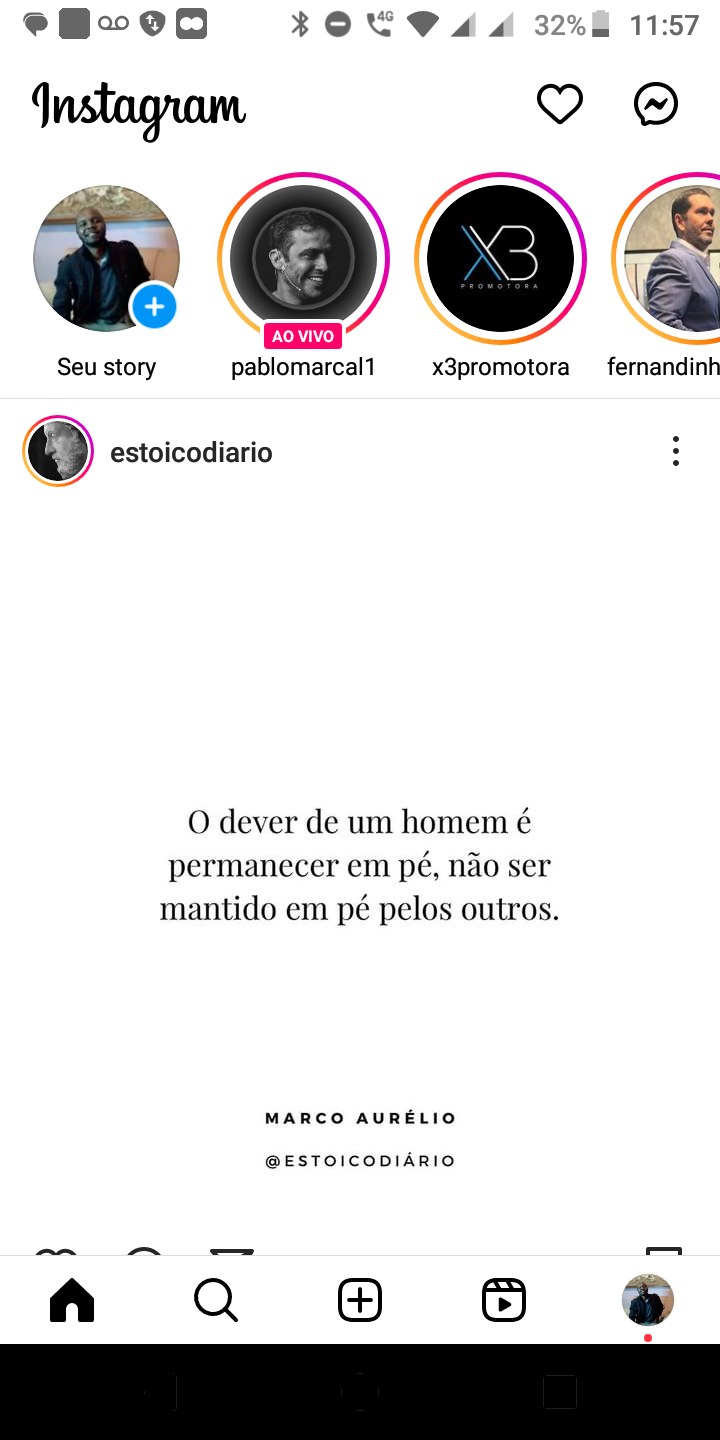 4G
32% 11:57
Instagram
X3
PROMOTORA
AO VIVO
Seu story pablomarcal1 x3promotora fernandinh
estoicodiario
O dever de um homem é
permanecer em pé, não ser
mantido em pé pelos outros.
MARCO AURÉLIO
@ESTOICODIÁRIO